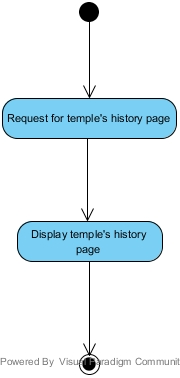 Request for temple's history page
Display temple's history
page
Powered By Visual Paradigm Communit